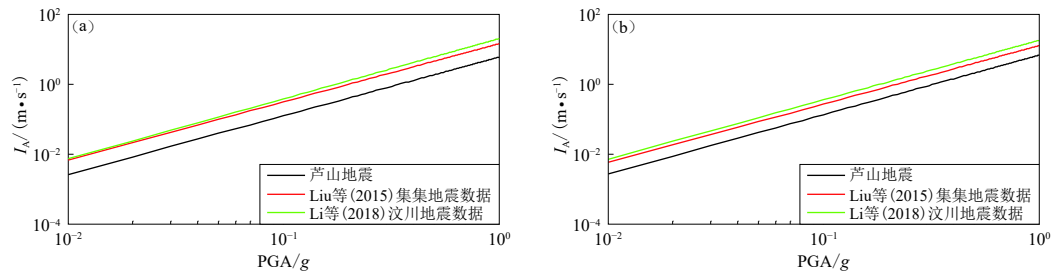 (a)
10²
10⁰
10⁻²
10⁻⁴
I_A/ (m•s⁻¹)
芦山地震
Liu等(2015)集集地震数据
Li等(2018)汶川地震数据
10⁻²
10⁻¹
10⁰
PGA/g
(b)
10²
10⁰
10⁻²
10⁻⁴
I_A/ (m•s⁻¹)
芦山地震
Liu等(2015)集集地震数据
Li等(2018)汶川地震数据
10⁻²
10⁻¹
10⁰
PGA/g